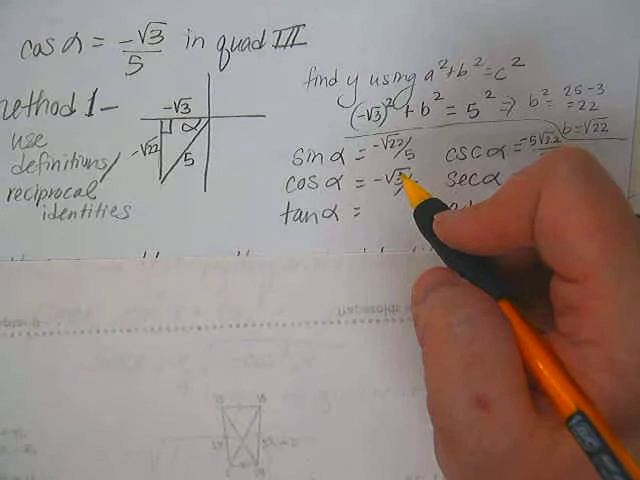 cos α = -√3/5 in quad III
method 1 -
use
definitions/
reciprocal
identities
-√3
α
-√22
5
find y using a² + b² = c²
(-√3)² + b² = 5² ⇒ b² = 25 - 3
= 22
b = √22
sin α = -√22/5
csc α = -5√22
cos α = -√3/
sec α
tan α =